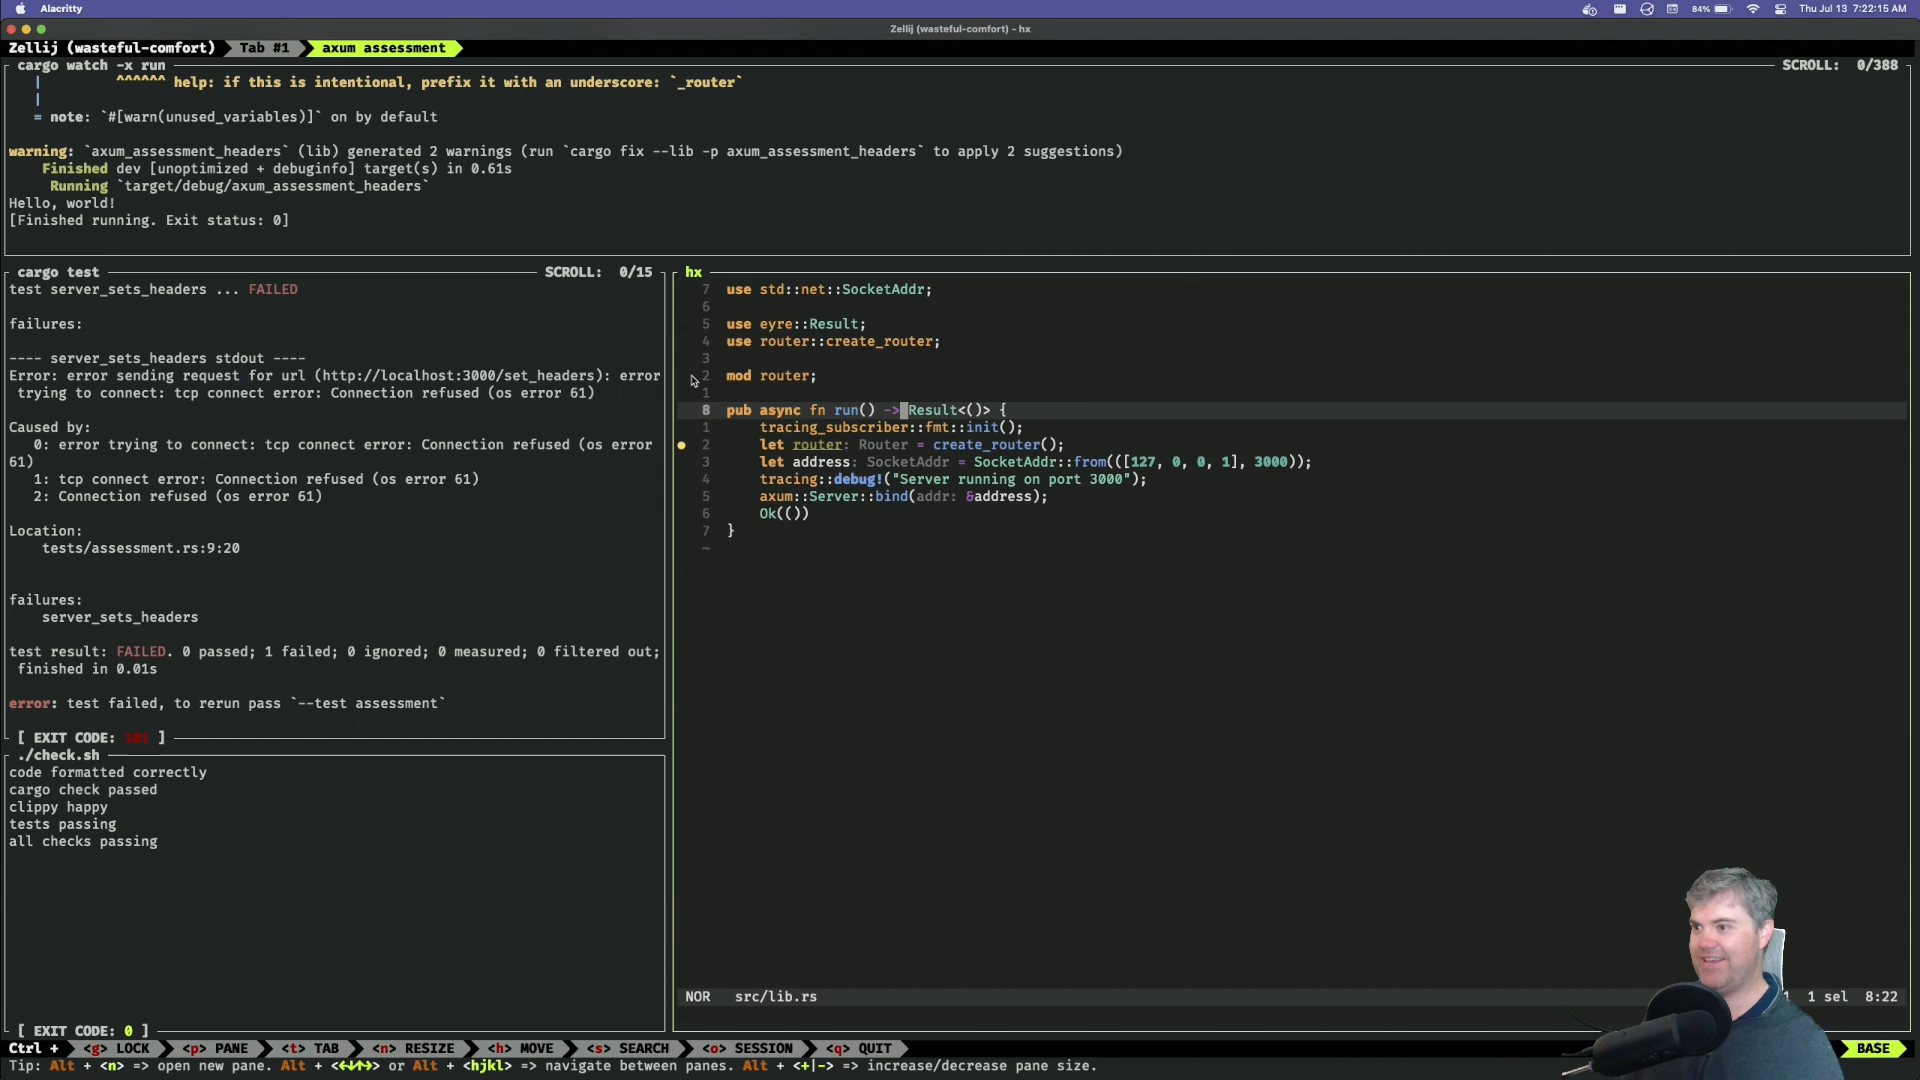 Alacritty
84%
Thu Jul 13 7:22:15 AM
Zellij (wasteful-comfort) - hx
Zellij (wasteful-comfort) Tab #1 axum assessment
cargo watch -x run SCROLL: 0/388
| ^^^^^^ help: if this is intentional, prefix it with an underscore: `_router`
|
= note: `#[warn(unused_variables)]` on by default
warning: `axum_assessment_headers` (lib) generated 2 warnings (run `cargo fix --lib -p axum_assessment_headers` to apply 2 suggestions)
Finished dev [unoptimized + debuginfo] target(s) in 0.61s
Running `target/debug/axum_assessment_headers`
Hello, world!
[Finished running. Exit status: 0]
cargo test SCROLL: 0/15
test server_sets_headers ... FAILED
failures:
---- server_sets_headers stdout ----
Error: error sending request for url (http://localhost:3000/set_headers): error
trying to connect: tcp connect error: Connection refused (os error 61)
Caused by:
0: error trying to connect: tcp connect error: Connection refused (os error
61)
1: tcp connect error: Connection refused (os error 61)
2: Connection refused (os error 61)
Location:
tests/assessment.rs:9:20
failures:
server_sets_headers
test result: FAILED. 0 passed; 1 failed; 0 ignored; 0 measured; 0 filtered out;
finished in 0.01s
error: test failed, to rerun pass `--test assessment`
[ EXIT CODE: 101 ]
./check.sh
code formatted correctly
cargo check passed
clippy happy
tests passing
all checks passing
[ EXIT CODE: 0 ]
hx
7 use std::net::SocketAddr;
6
5 use eyre::Result;
4 use router::create_router;
3
2 mod router;
1
8 pub async fn run() -> Result<()> {
1 tracing_subscriber::fmt::init();
2 let router: Router = create_router();
3 let address: SocketAddr = SocketAddr::from(([127, 0, 0, 1], 3000));
4 tracing::debug!("Server running on port 3000");
5 axum::Server::bind(addr: &address);
6 Ok(())
7 }
~
NOR src/lib.rs 1 1 sel 8:22
Ctrl + <g> LOCK <p> PANE <t> TAB <n> RESIZE <h> MOVE <s> SEARCH <o> SESSION <q> QUIT BASE
Tip: Alt + <n> => open new pane. Alt + <←↓↑→> or Alt + <hjkl> => navigate between panes. Alt + <+|-> => increase/decrease pane size.